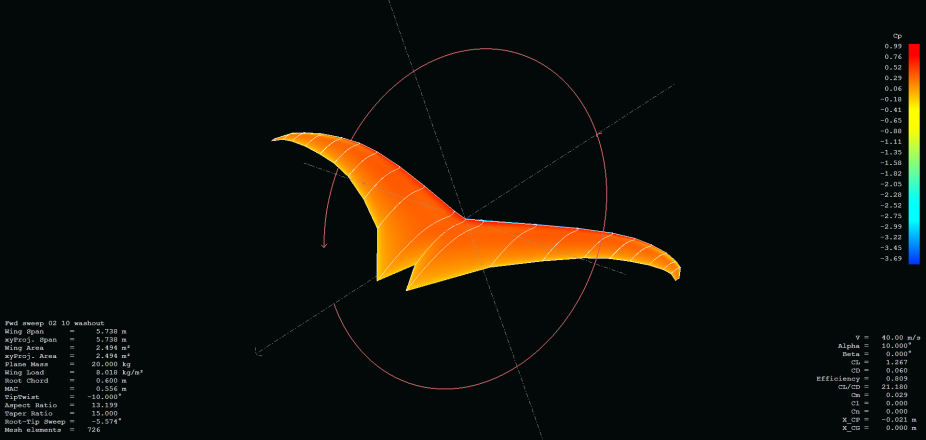 Cp
0.99
0.76
0.52
0.29
0.06
-0.18
-0.41
-0.65
-0.88
-1.11
-1.35
-1.58
-1.82
-2.05
-2.28
-2.52
-2.75
-2.99
-3.22
-3.45
-3.69
Fwd sweep 02 10 washout
Wing Span = 5.738 m
xyProj. Span = 5.738 m
Wing Area = 2.494 m²
xyProj. Area = 2.494 m²
Plane Mass = 20.000 kg
Wing Load = 8.018 kg/m²
Root Chord = 0.600 m
MAC = 0.556 m
TipTwist = -10.000°
Aspect Ratio = 13.199
Taper Ratio = 15.000
Root-Tip Sweep = -5.574°
Mesh elements = 726
V = 40.00 m/s
Alpha = 10.000°
Beta = 0.000°
CL = 1.267
CD = 0.060
Efficiency = 0.809
CL/CD = 21.180
Cm = 0.029
Cl = 0.000
Cn = 0.000
X_CP = -0.021 m
X_CG = 0.000 m